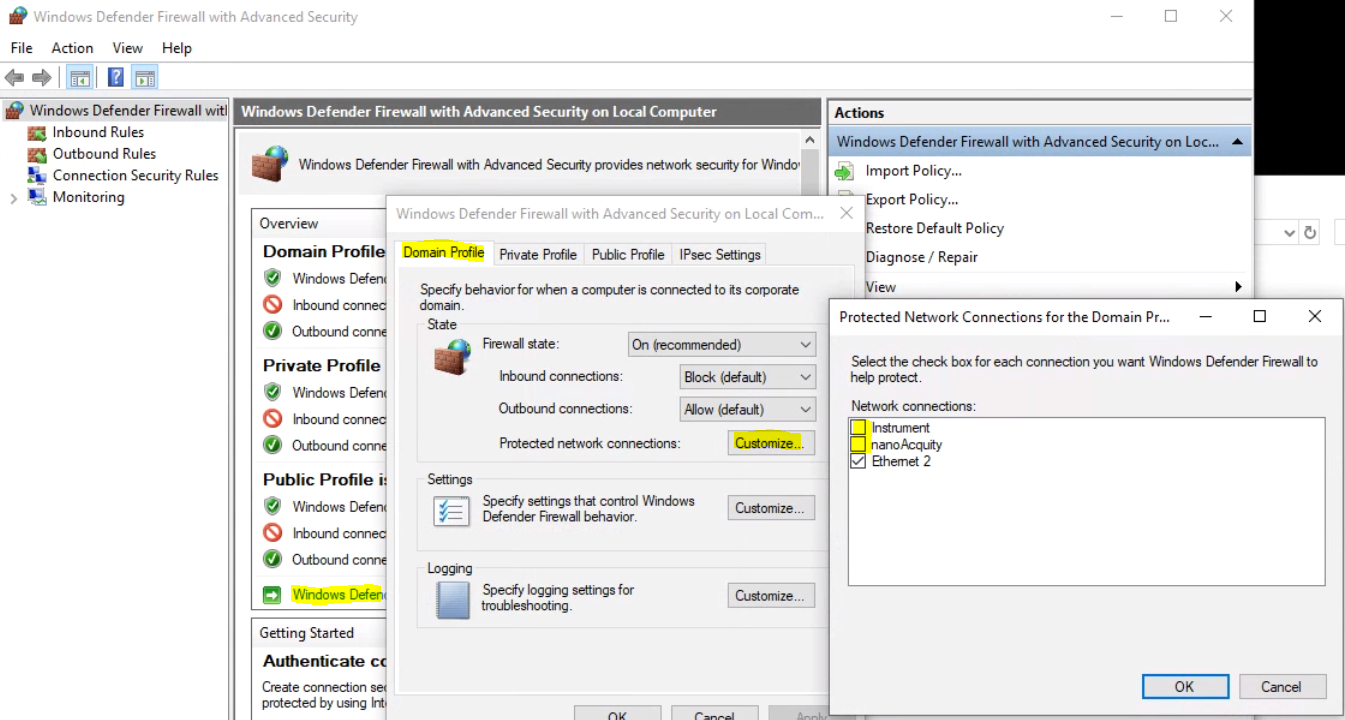 Windows Defender Firewall with Advanced Security
File Action View Help
Windows Defender Firewall with
Inbound Rules
Outbound Rules
Connection Security Rules
Monitoring
Windows Defender Firewall with Advanced Security on Local Computer
Windows Defender Firewall with Advanced Security provides network security for Window
Overview
Domain Profile
Windows Defen
Inbound connec
Outbound conne
Private Profile
Windows Defen
Inbound connec
Outbound conne
Public Profile is
Windows Defen
Inbound connec
Outbound conne
Windows Defen
Getting Started
Authenticate co
Create connection sec
protected by using Inte
Windows Defender Firewall with Advanced Security on Local Com...
Domain Profile Private Profile Public Profile IPsec Settings
Specify behavior for when a computer is connected to its corporate
domain.
State
Firewall state: On (recommended)
Inbound connections: Block (default)
Outbound connections: Allow (default)
Protected network connections: Customize...
Settings
Specify settings that control Windows
Defender Firewall behavior.
Customize...
Logging
Specify logging settings for
troubleshooting.
Customize...
OK Cancel Apply
Actions
Windows Defender Firewall with Advanced Security on Loc...
Import Policy...
Export Policy...
Restore Default Policy
Diagnose / Repair
View
Protected Network Connections for the Domain Pr...
Select the check box for each connection you want Windows Defender Firewall to
help protect.
Network connections:
Instrument
nanoAcquity
Ethernet 2
OK Cancel